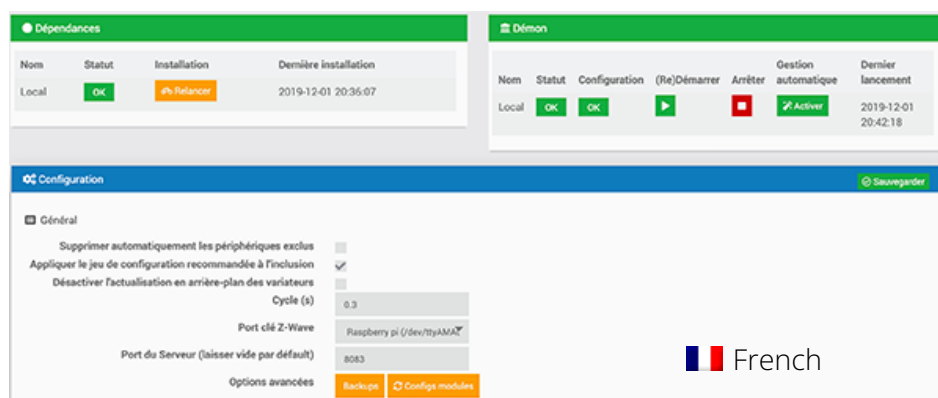 Dépendances
Nom Statut Installation Dernière installation
Local OK Relancer 2019-12-01 20:36:07
Démon
Nom Statut Configuration (Re)Démarrer Arrêter Gestion automatique Dernier lancement
Local OK OK Activer 2019-12-01 20:42:18
Configuration Sauvegarder
Général
Supprimer automatiquement les périphériques exclus
Appliquer le jeu de configuration recommandée à l'inclusion
Désactiver l'actualisation en arrière-plan des variateurs
Cycle (s) 0.3
Port clé Z-Wave Raspberry pi (/dev/ttyAMA
Port du Serveur (laisser vide par défault) 8083
Options avancées Backups Configs modules
French